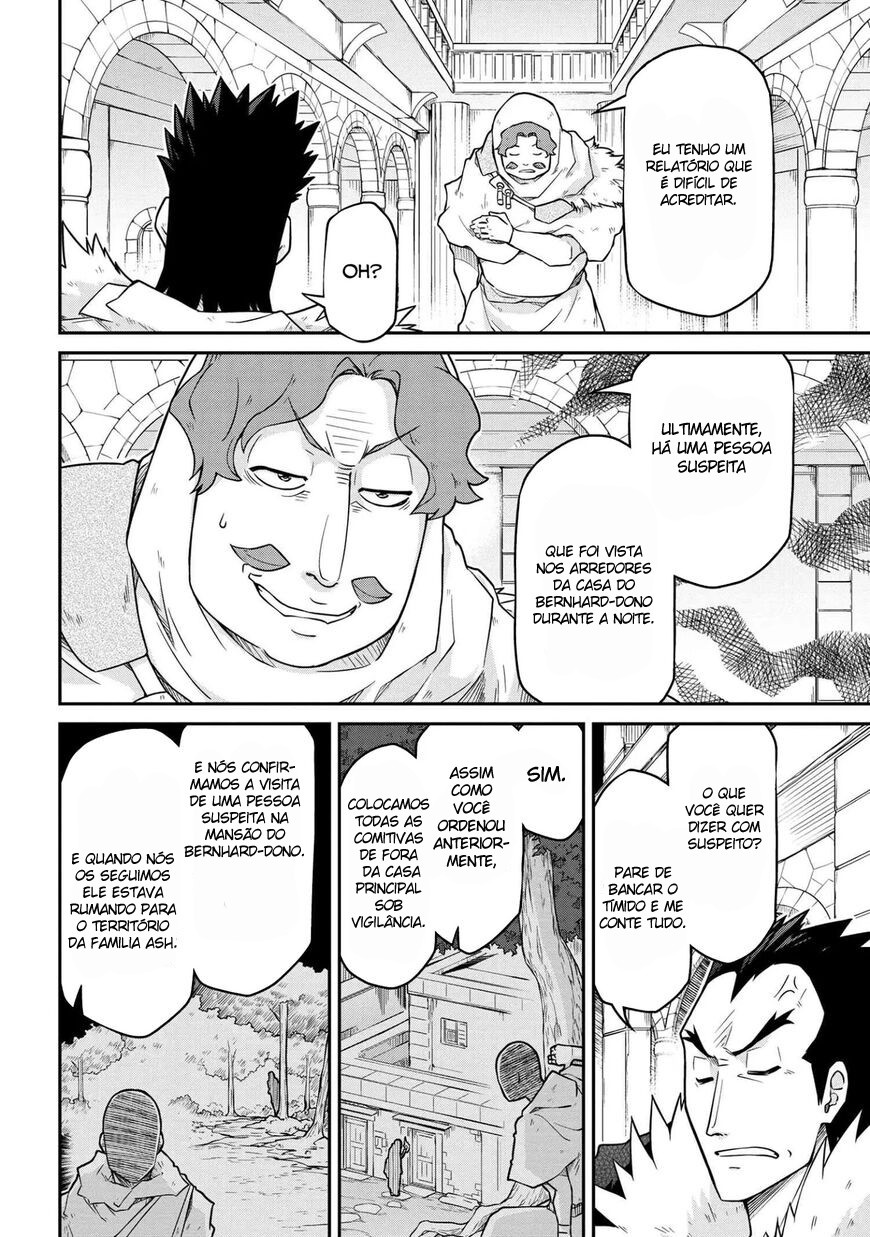 EU TENHO UM
RELATÓRIO QUE
É DIFÍCIL DE
ACREDITAR.
OH?
ULTIMAMENTE,
HÁ UMA PESSOA
SUSPEITA
QUE FOI VISTA
NOS ARREDORES
DA CASA DO
BERNHARD-DONO
DURANTE A NOITE.
O QUE
VOCÊ QUER
DIZER COM
SUSPEITO?
PARE DE
BANCAR O
TÍMIDO E ME
CONTE TUDO.
SIM.
ASSIM
COMO
VOCÊ
ORDENOU
ANTERIOR-
MENTE,
COLOCAMOS
TODAS AS
COMITIVAS
DE FORA
DA CASA
PRINCIPAL
SOB
VIGILÂNCIA.
E NÓS CONFIR-
MAMOS A VISITA
DE UMA PESSOA
SUSPEITA NA
MANSÃO DO
BERNHARD-DONO.
E QUANDO NÓS
OS SEGUIMOS
ELE ESTAVA
RUMANDO PARA
O TERRITÓRIO
DA FAMILIA ASH.